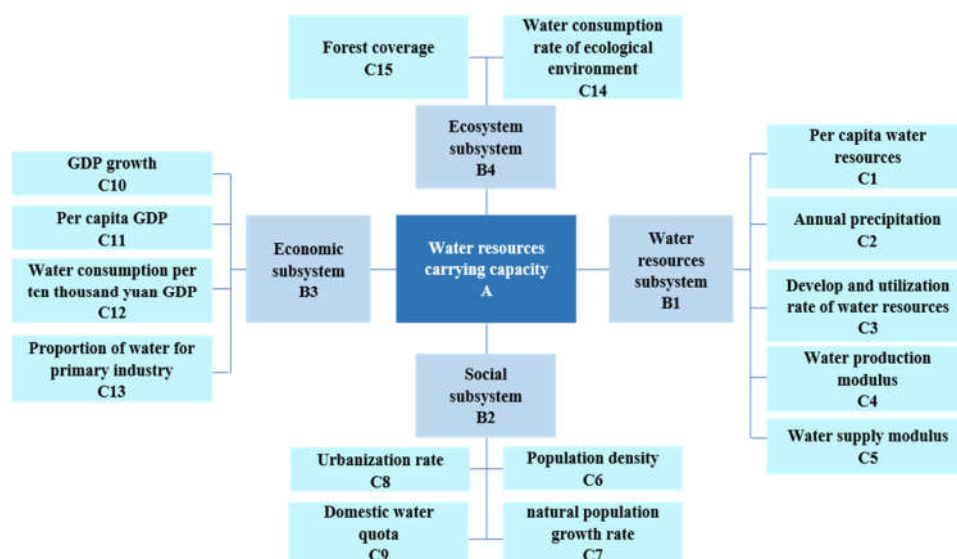 Forest coverage
C15
Water consumption
rate of ecological
environment
C14
Ecosystem
subsystem
B4
GDP growth
C10
Per capita GDP
C11
Water consumption per
ten thousand yuan GDP
C12
Proportion of water for
primary industry
C13
Economic
subsystem
B3
Water resources
carrying capacity
A
Water
resources
subsystem
B1
Per capita water
resources
C1
Annual precipitation
C2
Develop and utilization
rate of water resources
C3
Water production
modulus
C4
Water supply modulus
C5
Social
subsystem
B2
Urbanization rate
C8
Population density
C6
Domestic water
quota
C9
natural population
growth rate
C7